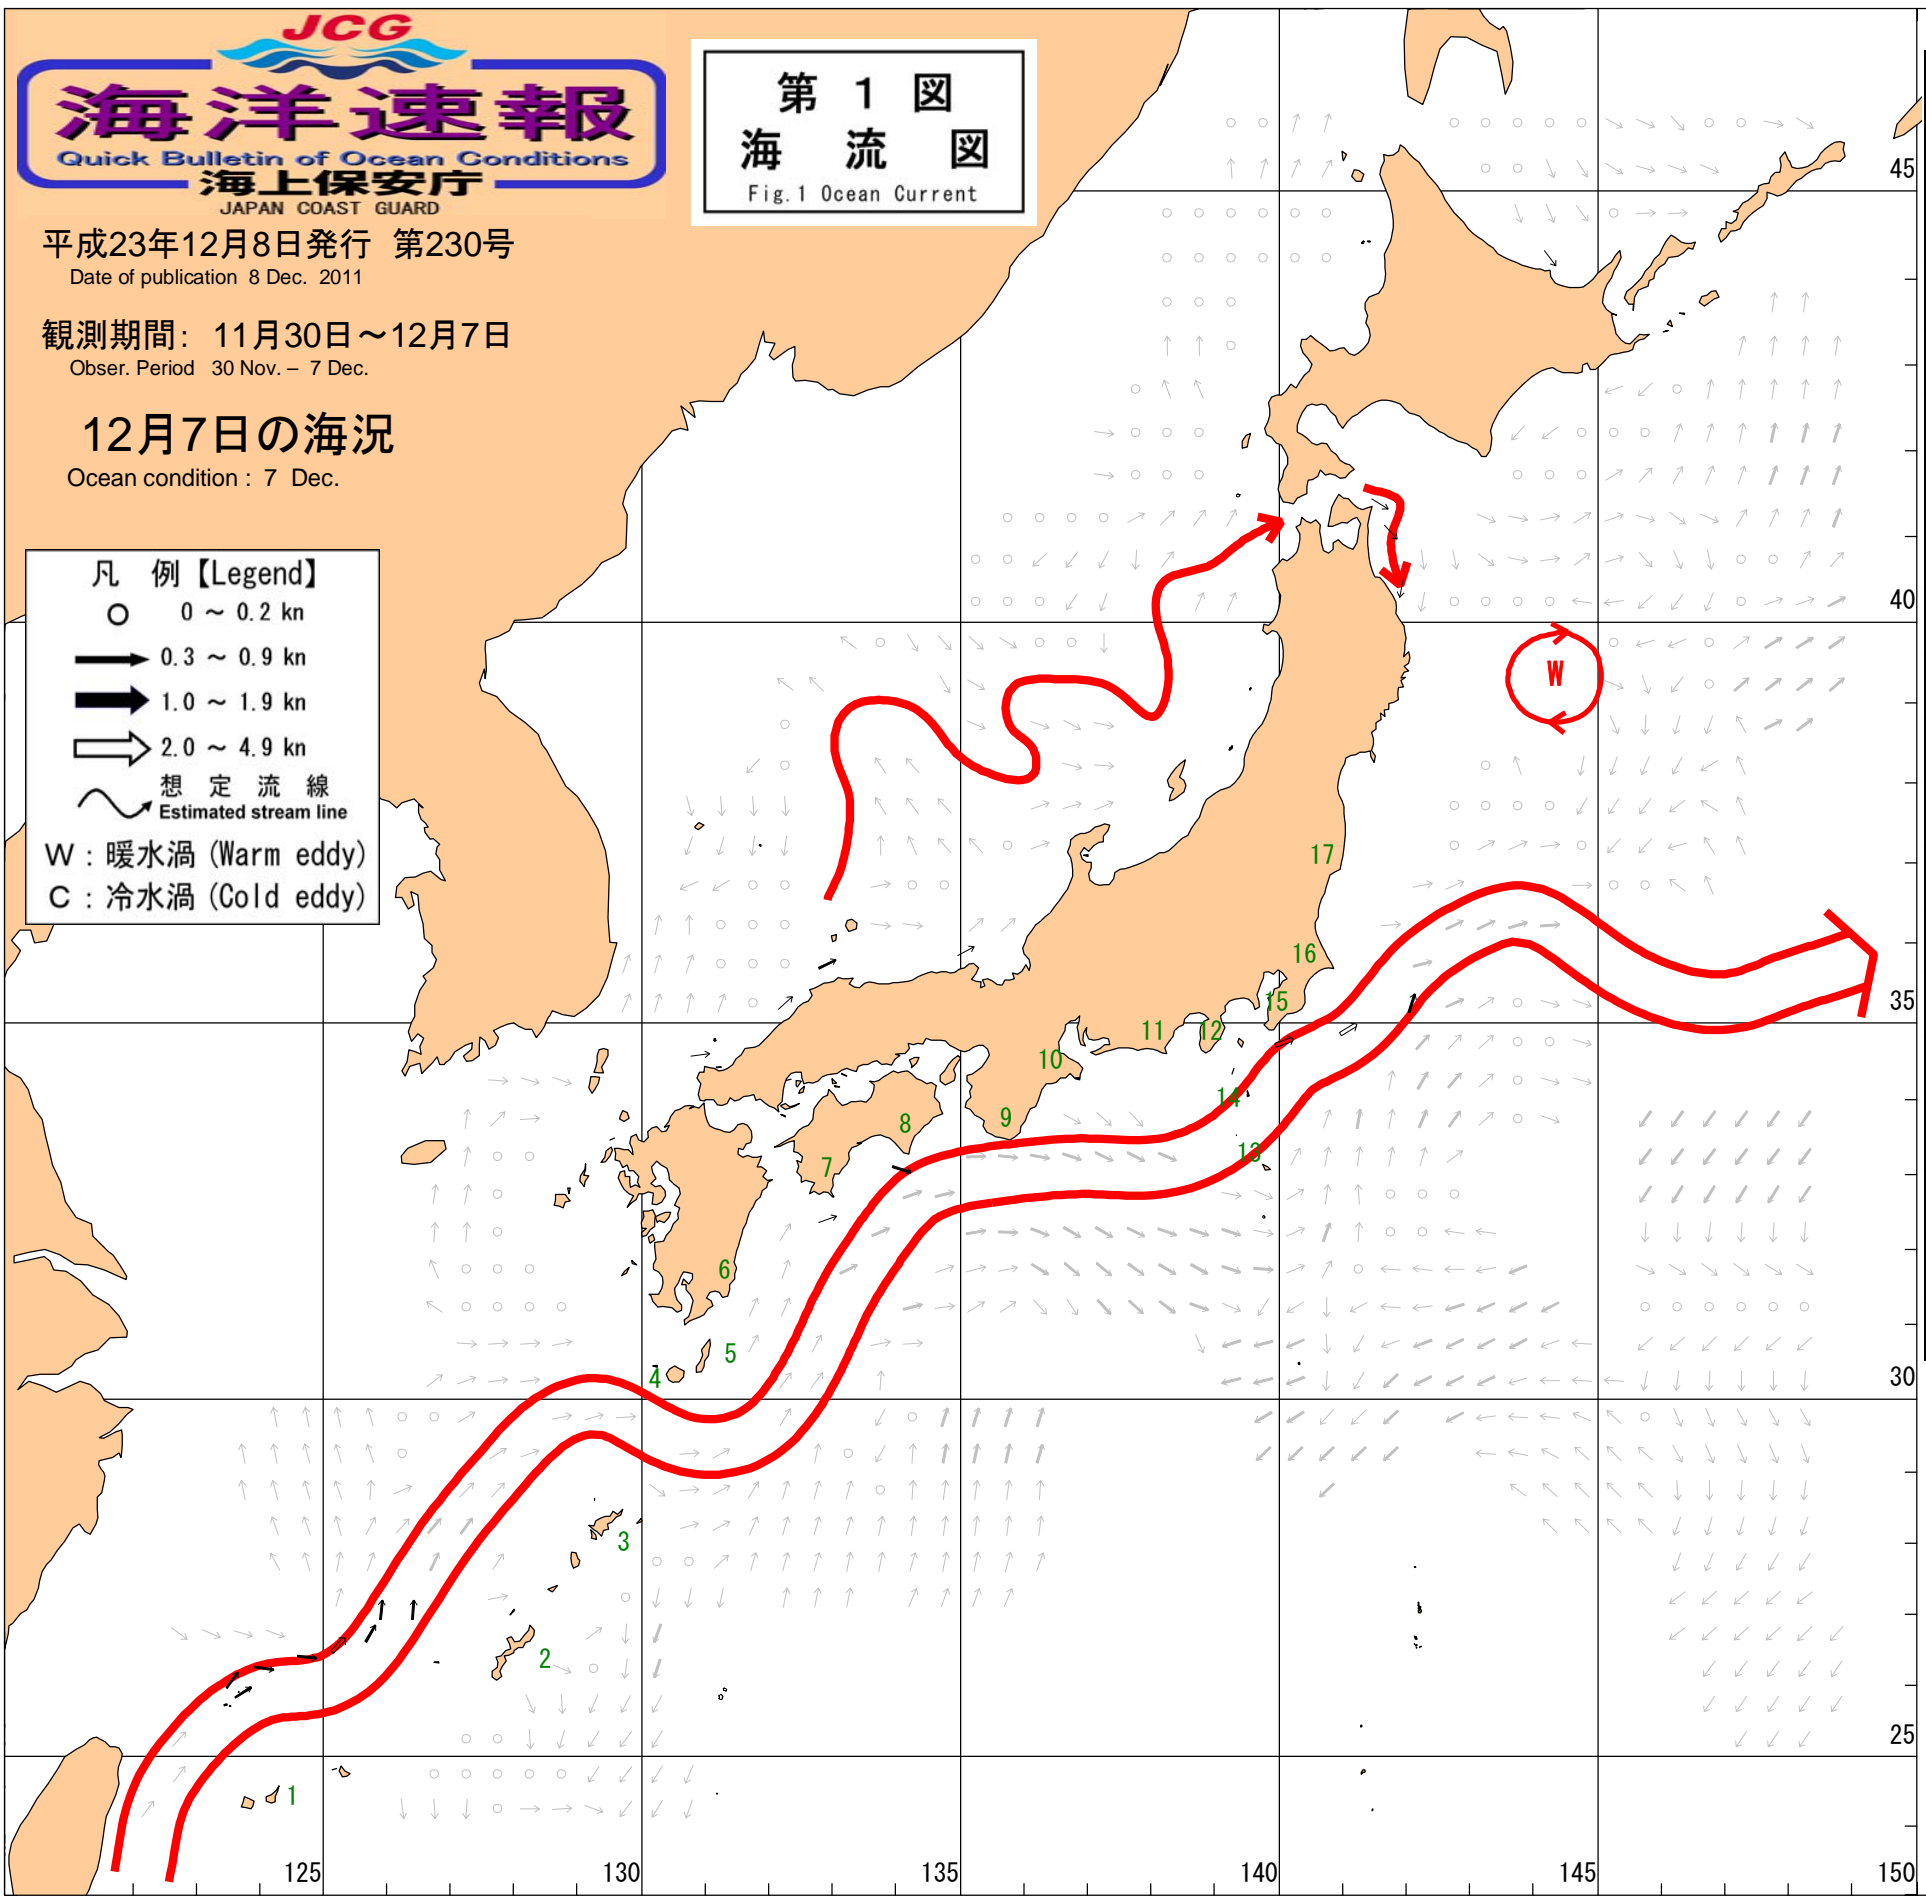 JCG
海洋速報
Quick Bulletin of Ocean Conditions
海上保安庁
JAPAN COAST GUARD
平成23年12月8日発行 第230号
Date of publication 8 Dec. 2011
観測期間: 11月30日～12月7日
Obser. Period 30 Nov. – 7 Dec.
12月7日の海況
Ocean condition : 7 Dec.
第 1 図
海 流 図
Fig.1 Ocean Current
凡 例【Legend】
0 ～ 0.2 kn
0.3 ～ 0.9 kn
1.0 ～ 1.9 kn
2.0 ～ 4.9 kn
想 定 流 線
Estimated stream line
W : 暖水渦 (Warm eddy)
C : 冷水渦 (Cold eddy)
45
40
W
17
16
35
15
12
11
10
14
9
8
13
7
6
5
4
30
3
2
25
1
125
130
135
140
145
150